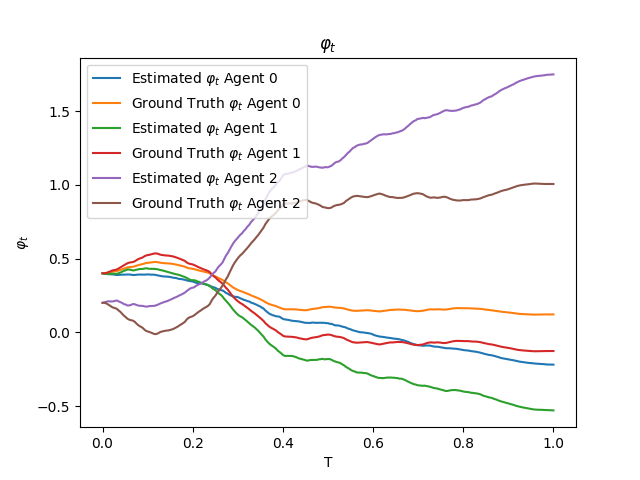 φt
Estimated φt Agent 0
Ground Truth φt Agent 0
Estimated φt Agent 1
Ground Truth φt Agent 1
Estimated φt Agent 2
Ground Truth φt Agent 2
1.5
1.0
0.5
0.0
−0.5
φt
0.0 0.2 0.4 0.6 0.8 1.0
T